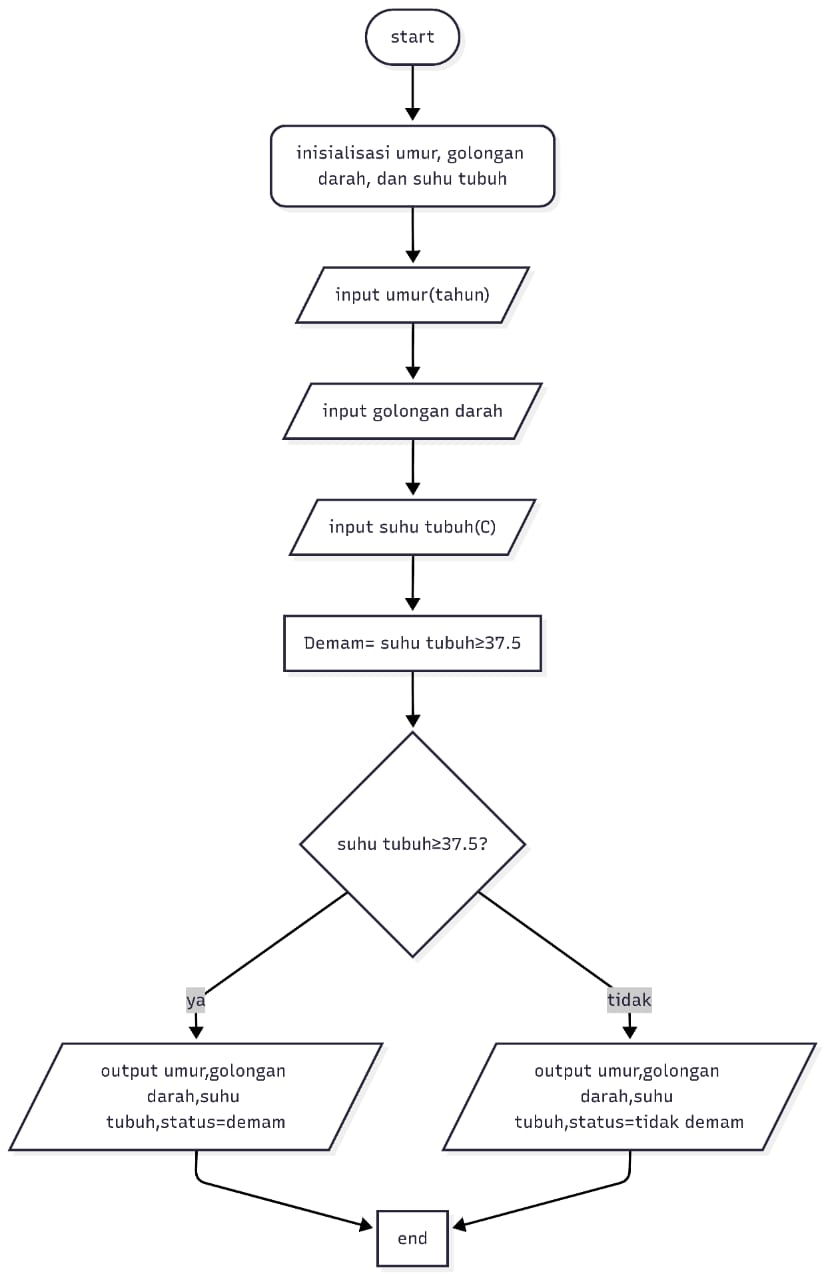 start
inisialisasi umur, golongan
darah, dan suhu tubuh
input umur(tahun)
input golongan darah
input suhu tubuh(C)
Demam= suhu tubuh≥37.5
suhu tubuh≥37.5?
ya
tidak
output umur,golongan
darah,suhu
tubuh,status=demam
output umur,golongan
darah,suhu
tubuh,status=tidak demam
end